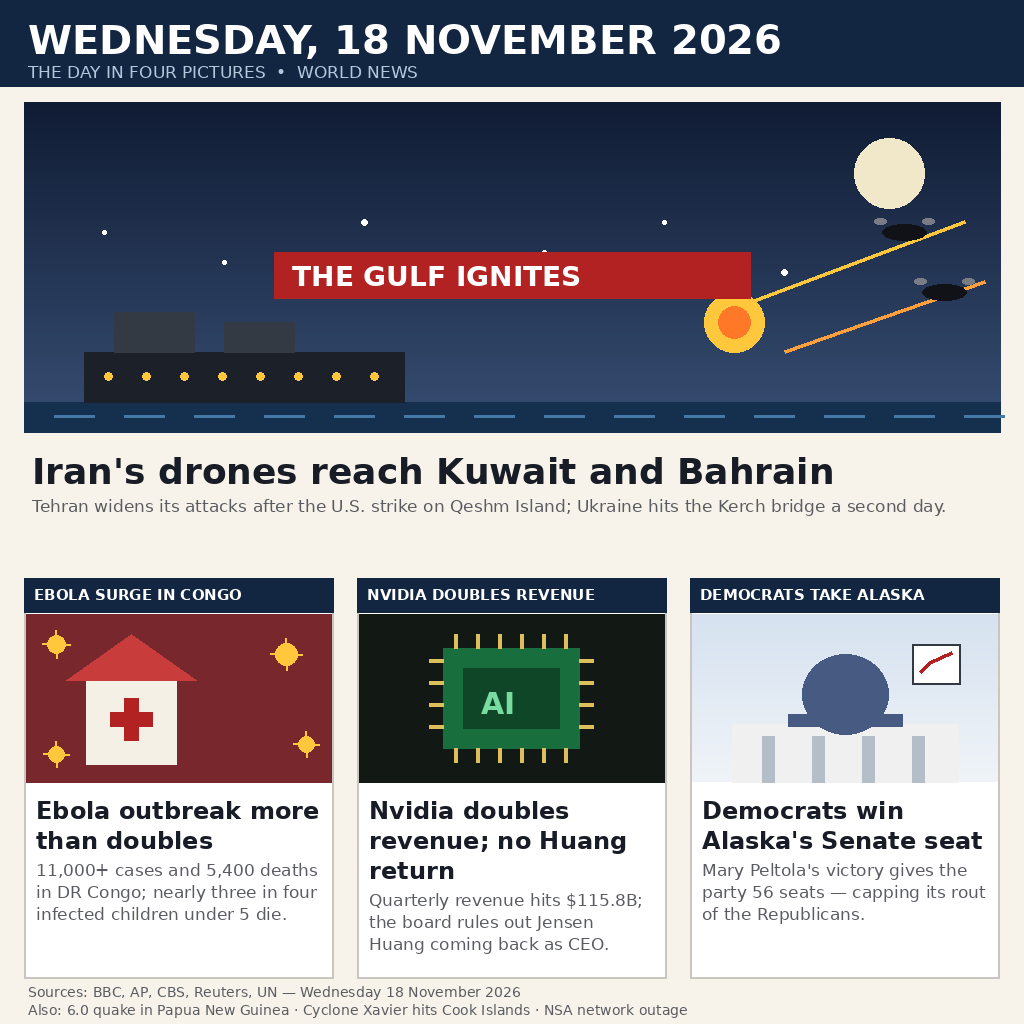 WEDNESDAY, 18 NOVEMBER 2026
THE DAY IN FOUR PICTURES • WORLD NEWS
THE GULF IGNITES
Iran's drones reach Kuwait and Bahrain
Tehran widens its attacks after the U.S. strike on Qeshm Island; Ukraine hits the Kerch bridge a second day.
EBOLA SURGE IN CONGO
Ebola outbreak more
than doubles
11,000+ cases and 5,400 deaths
in DR Congo; nearly three in four
infected children under 5 die.
NVIDIA DOUBLES REVENUE
AI
Nvidia doubles
revenue; no Huang
return
Quarterly revenue hits $115.8B;
the board rules out Jensen
Huang coming back as CEO.
DEMOCRATS TAKE ALASKA
Democrats win
Alaska's Senate seat
Mary Peltola's victory gives the
party 56 seats — capping its rout
of the Republicans.
Sources: BBC, AP, CBS, Reuters, UN — Wednesday 18 November 2026
Also: 6.0 quake in Papua New Guinea · Cyclone Xavier hits Cook Islands · NSA network outage